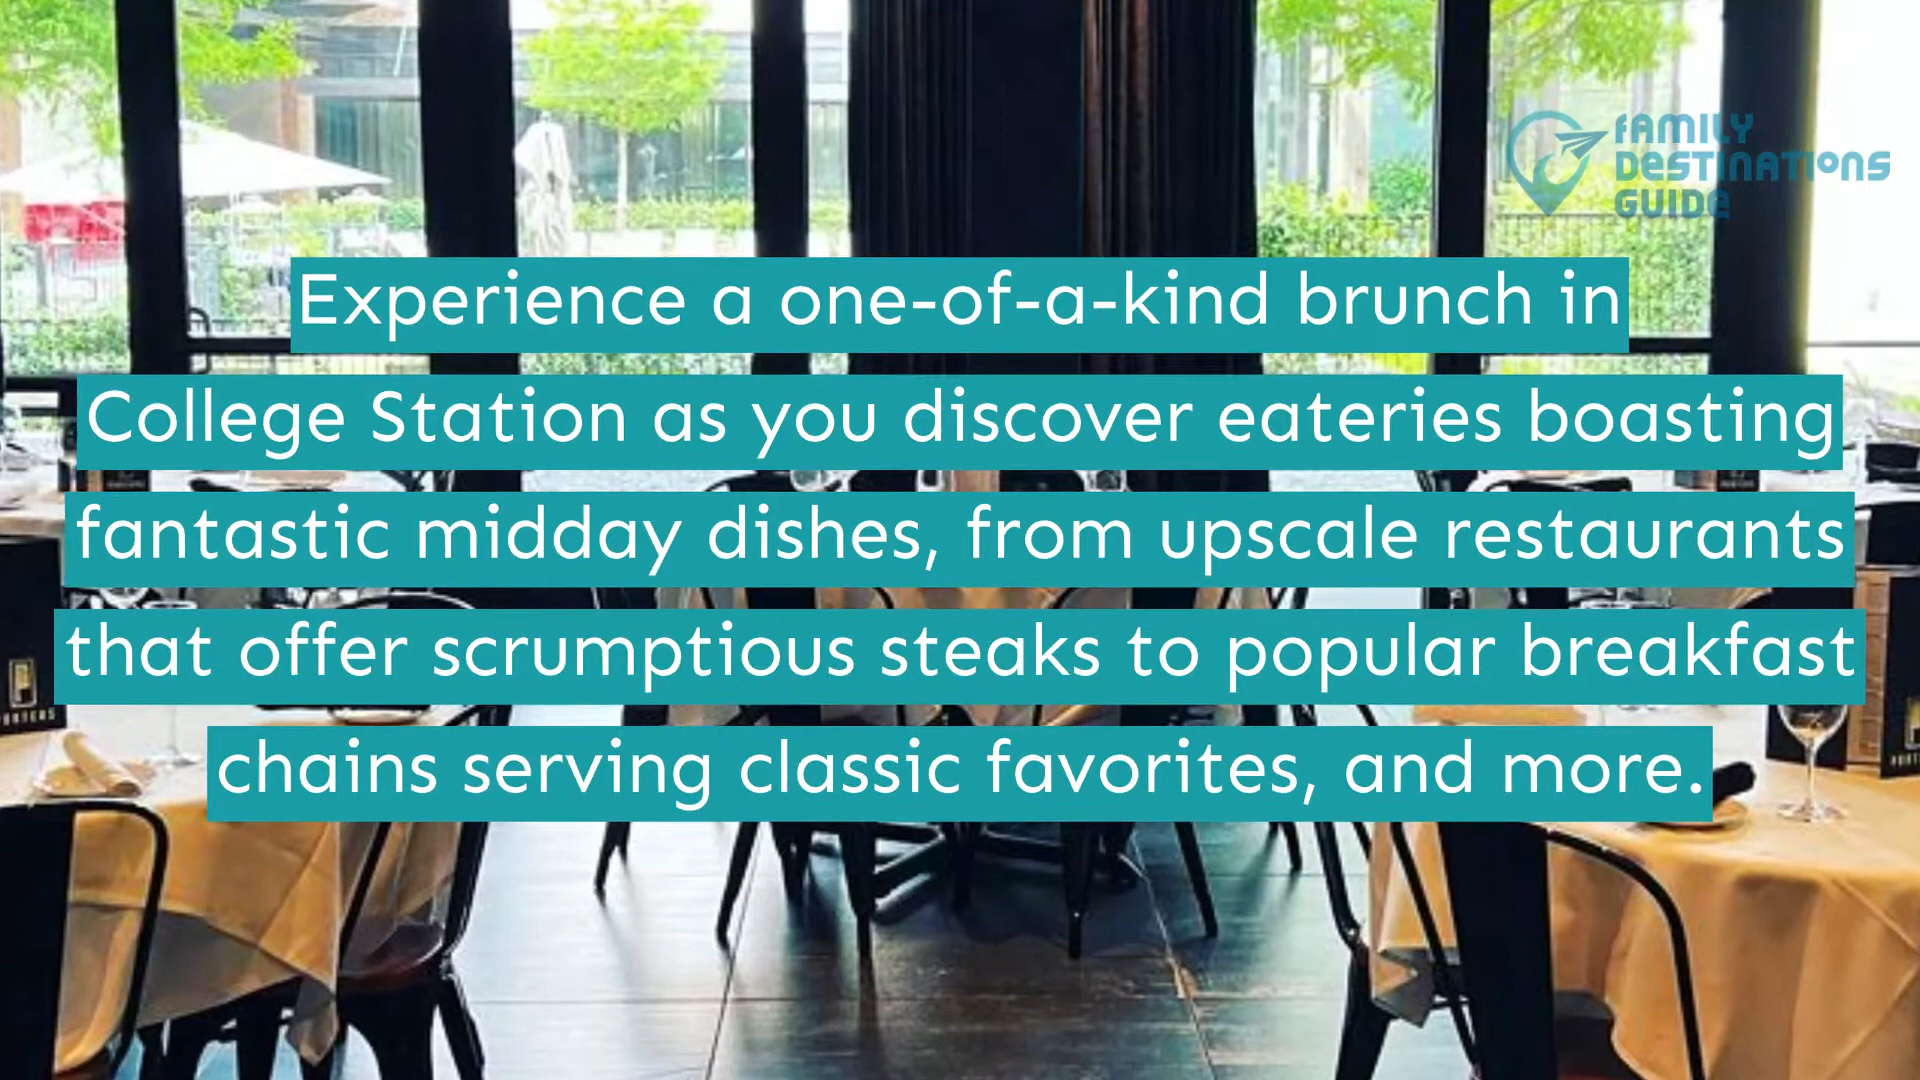 FAMILY
DESTINATIONS
GUIDE
Experience a one-of-a-kind brunch in
College Station as you discover eateries boasting
fantastic midday dishes, from upscale restaurants
that offer scrumptious steaks to popular breakfast
chains serving classic favorites, and more.